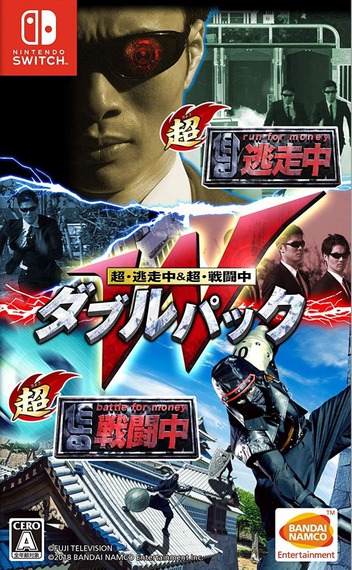 NINTENDO
SWITCH™
超
run for money
逃走中
超・逃走中&超・戦闘中
W
ダブルパック
超
battle for money
戦闘中
CERO
A
全年齢対象
©FUJI TELEVISION
©2018 BANDAI NAMCO Entertainment Inc.
BANDAI
NAMCO
Entertainment